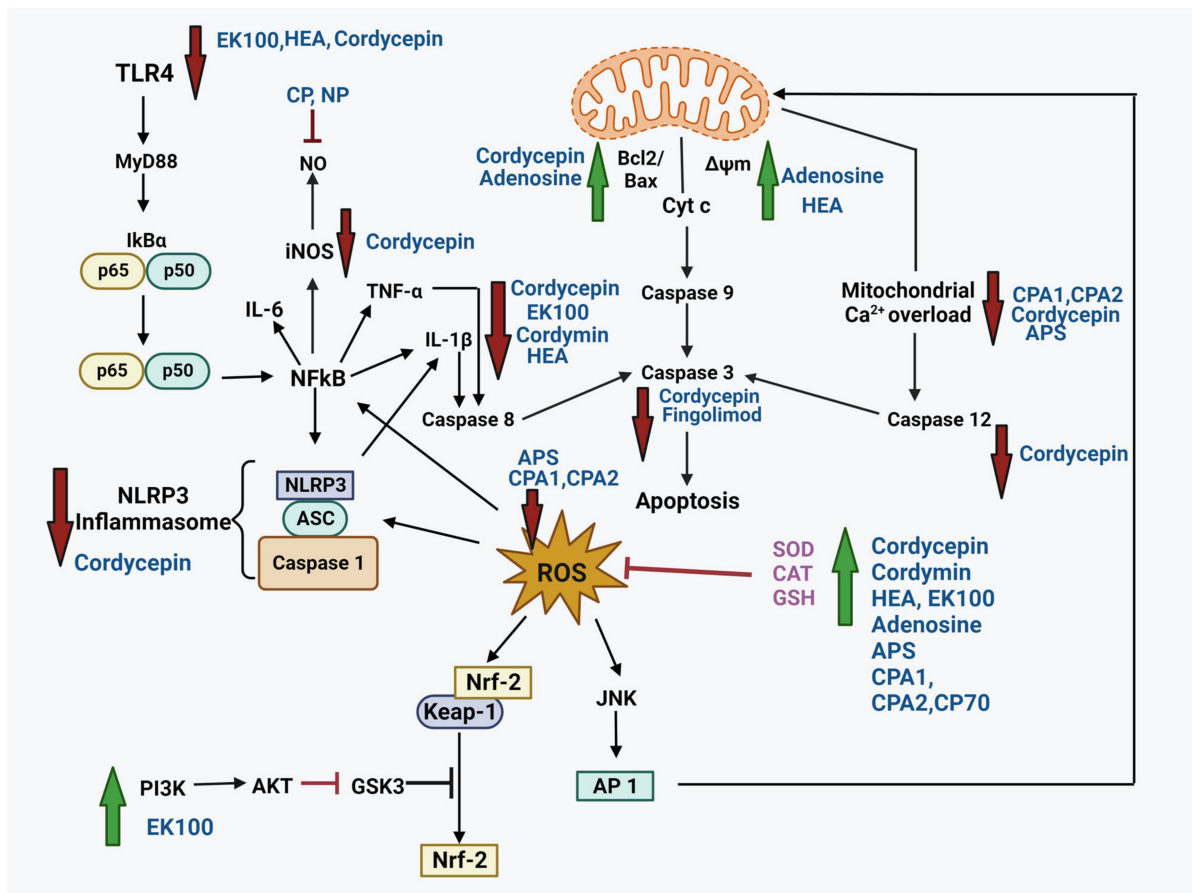 EK100,HEA, Cordycepin
TLR4
CP, NP
MyD88
NO
IkBα
p65
p50
iNOS
Cordycepin
IL-6
TNF-α
IL-1β
Cordycepin
EK100
Cordymin
HEA
p65
p50
NFkB
Caspase 8
NLRP3
Inflammasome
Cordycepin
NLRP3
ASC
Caspase 1
Cordycepin
Adenosine
Bcl2/
Bax
Δψm
Adenosine
HEA
Cyt c
Caspase 9
Caspase 3
Cordycepin
Fingolimod
Apoptosis
Mitochondrial
Ca²⁺ overload
CPA1,CPA2
Cordycepin
APS
Caspase 12
Cordycepin
APS
CPA1,CPA2
ROS
SOD
CAT
GSH
Cordycepin
Cordymin
HEA, EK100
Adenosine
APS
CPA1,
CPA2,CP70
Nrf-2
Keap-1
JNK
AP 1
PI3K
AKT
GSK3
EK100
Nrf-2